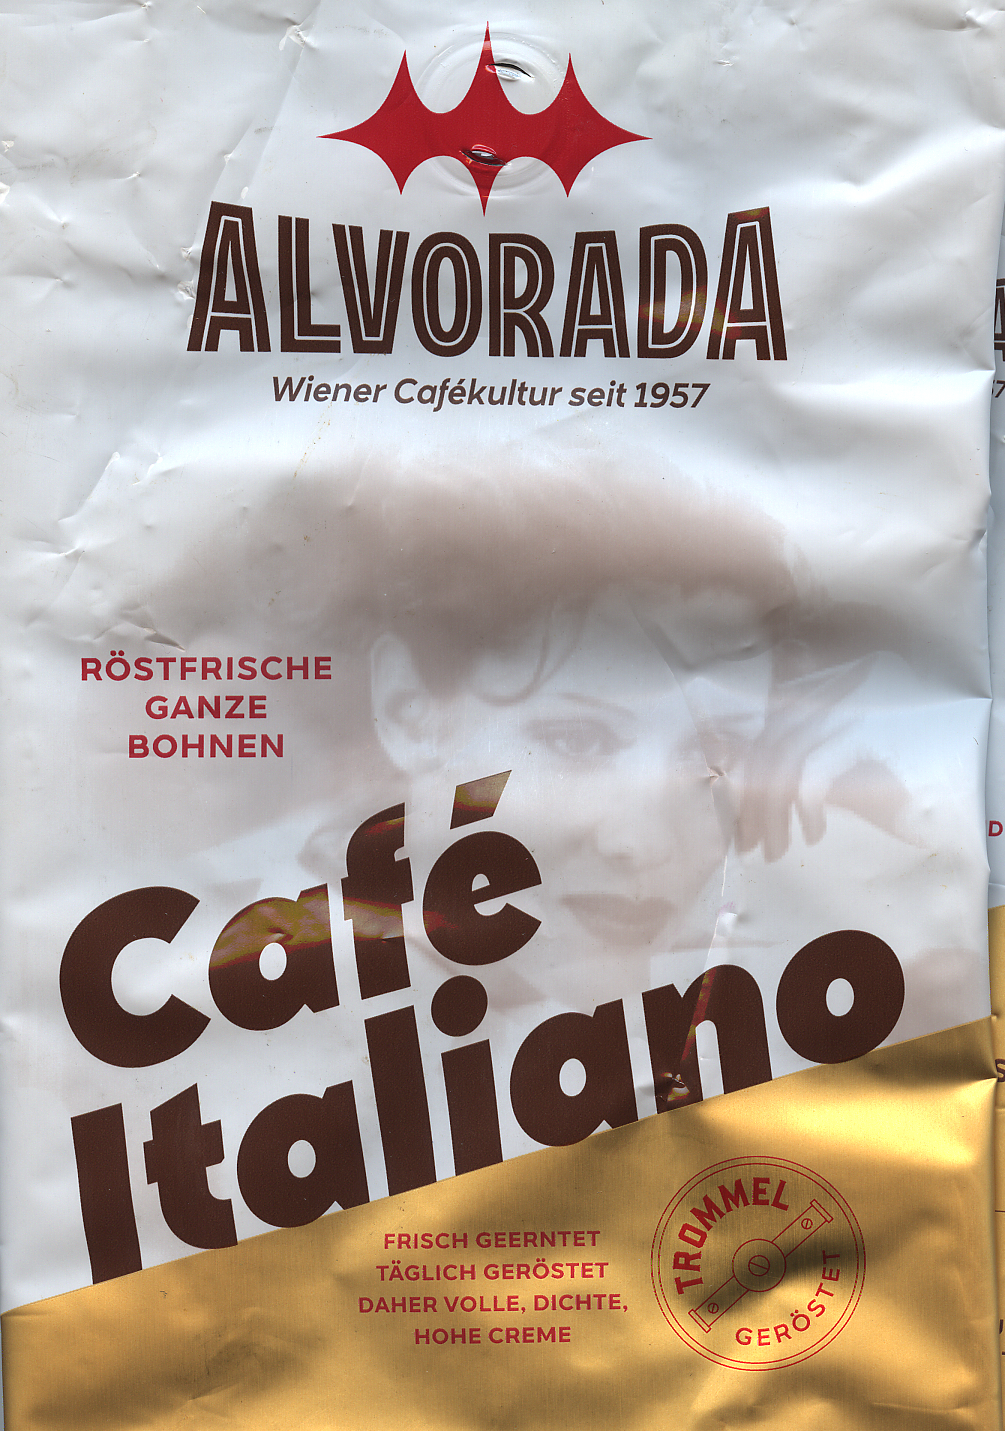 ALVORADA
Wiener Cafékultur seit 1957
RÖSTFRISCHE
GANZE
BOHNEN
Café
Italiano
FRISCH GEERNTET
TÄGLICH GERÖSTET
DAHER VOLLE, DICHTE,
HOHE CREME
TROMMEL
GERÖSTET